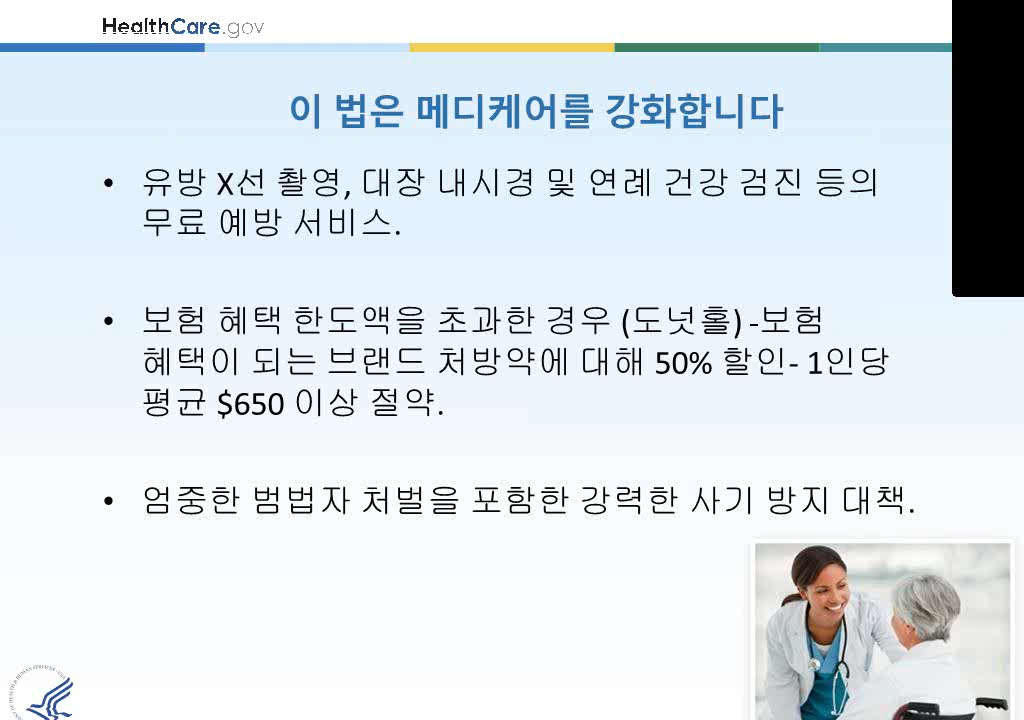 HealthCare.gov
이 법은 메디케어를 강화합니다
• 유방 X선 촬영, 대장 내시경 및 연례 건강 검진 등의
무료 예방 서비스.
• 보험 혜택 한도액을 초과한 경우 (도넛홀) -보험
혜택이 되는 브랜드 처방약에 대해 50% 할인- 1인당
평균 $650 이상 절약.
• 엄중한 범법자 처벌을 포함한 강력한 사기 방지 대책.